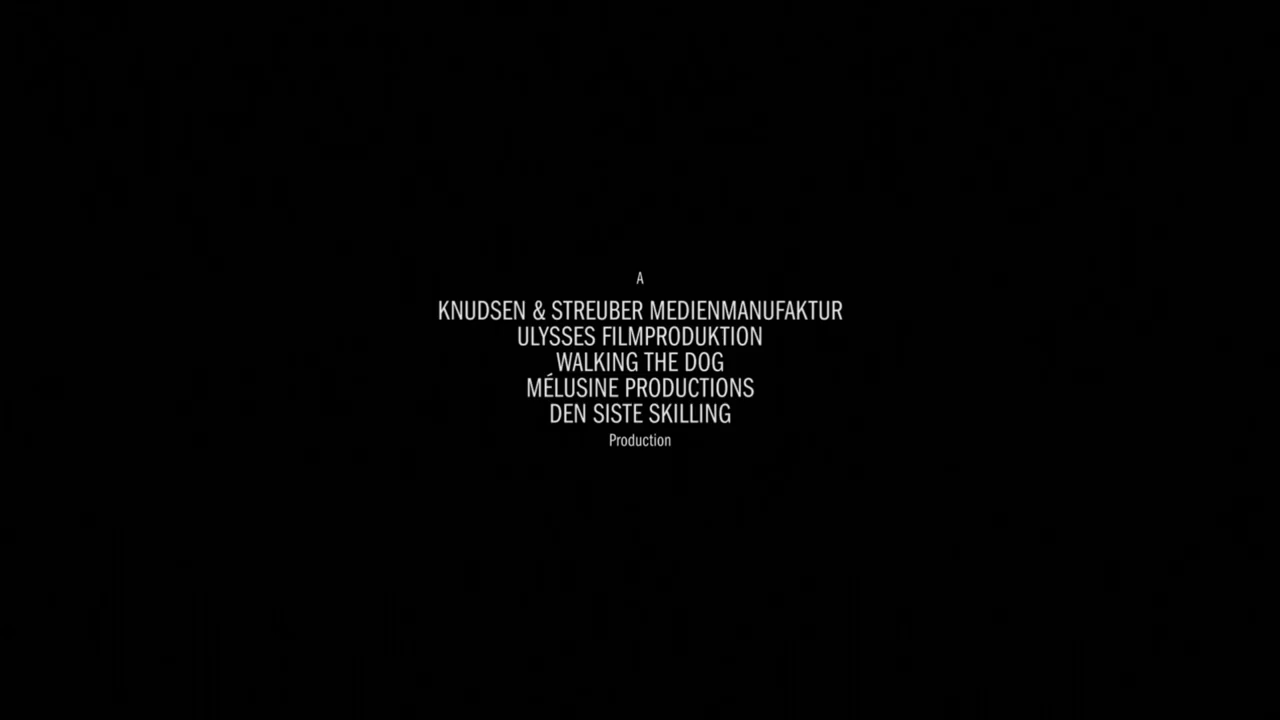 A
KNUDSEN & STREUBER MEDIENMANUFAKTUR
ULYSSES FILMPRODUKTION
WALKING THE DOG
MÉLUSINE PRODUCTIONS
DEN SISTE SKILLING
Production